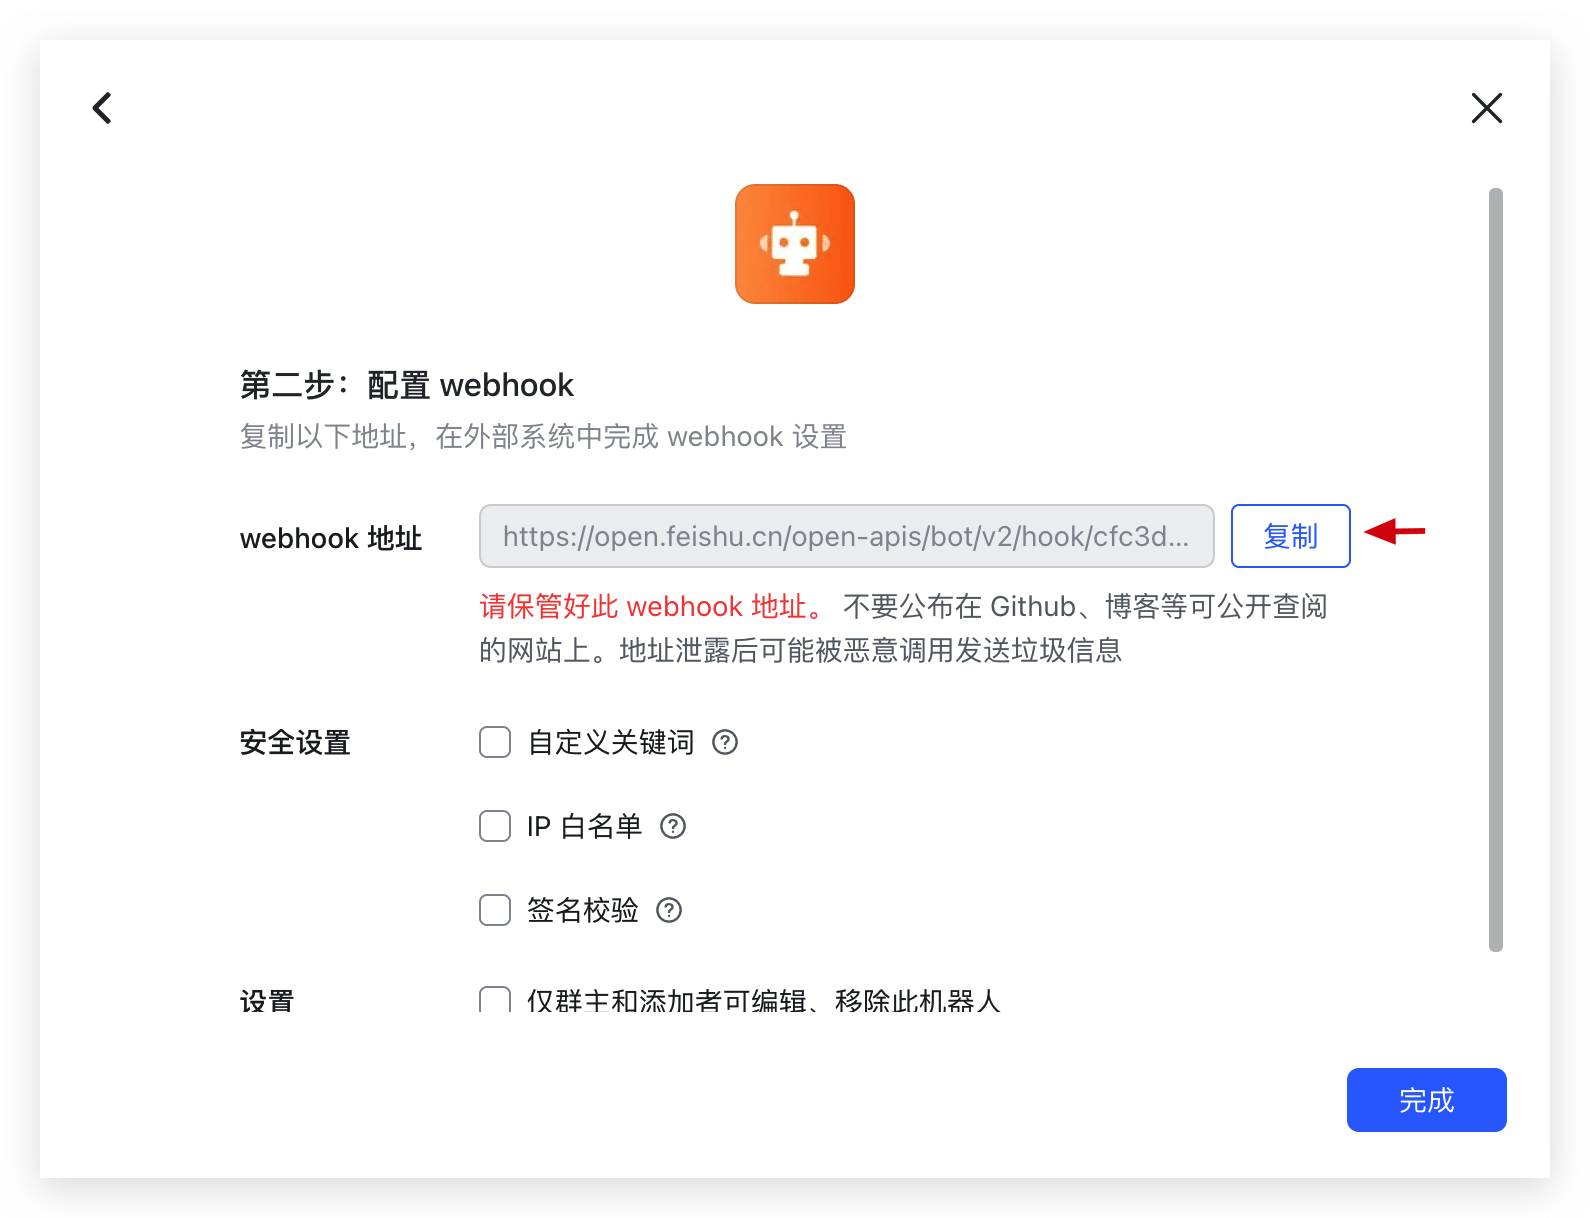 第二步：配置 webhook
复制以下地址，在外部系统中完成 webhook 设置
webhook 地址
https://open.feishu.cn/open-apis/bot/v2/hook/cfc3d...
复制
请保管好此 webhook 地址。 不要公布在 Github、博客等可公开查阅
的网站上。地址泄露后可能被恶意调用发送垃圾信息
安全设置
自定义关键词
IP 白名单
签名校验
设置
仅群主和添加者可编辑、移除此机器人
完成